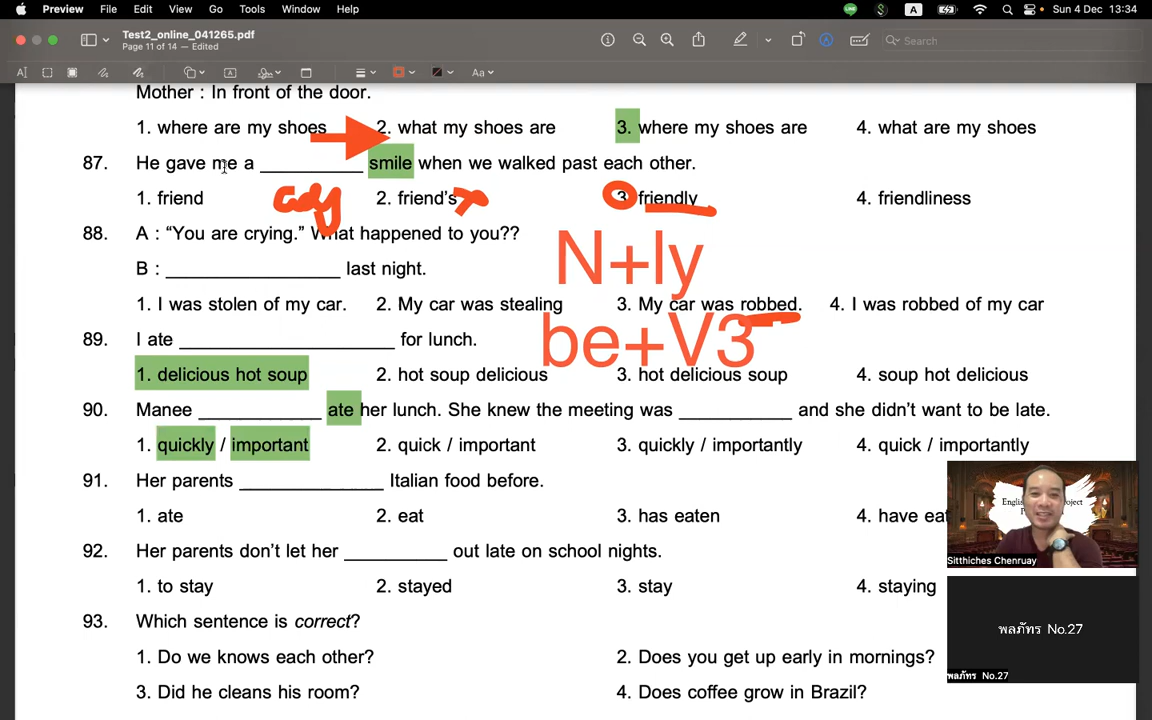 Preview File Edit View Go Tools Window Help A Sun 4 Dec 13:34
Test2_online_041265.pdf
Page 11 of 14 — Edited
Search
Aa
Mother : In front of the door.
1. where are my shoes 2. what my shoes are 3. where my shoes are 4. what are my shoes
87. He gave me a __________ smile when we walked past each other.
1. friend adj 2. friend's x 3. friendly 4. friendliness
N+ly
88. A : “You are crying.” What happened to you??
B : _________________ last night.
1. I was stolen of my car. 2. My car was stealing 3. My car was robbed. 4. I was robbed of my car
be+V3
89. I ate _____________________ for lunch.
1. delicious hot soup 2. hot soup delicious 3. hot delicious soup 4. soup hot delicious
90. Manee ____________ ate her lunch. She knew the meeting was ___________ and she didn’t want to be late.
1. quickly / important 2. quick / important 3. quickly / importantly 4. quick / importantly
91. Her parents ______________ Italian food before.
1. ate 2. eat 3. has eaten 4. have eat
92. Her parents don’t let her __________ out late on school nights.
1. to stay 2. stayed 3. stay 4. staying
93. Which sentence is correct?
1. Do we knows each other? 2. Does you get up early in mornings?
3. Did he cleans his room? 4. Does coffee grow in Brazil?
Sitthiches Chenruay
พลภัทร No.27
พลภัทร No.27